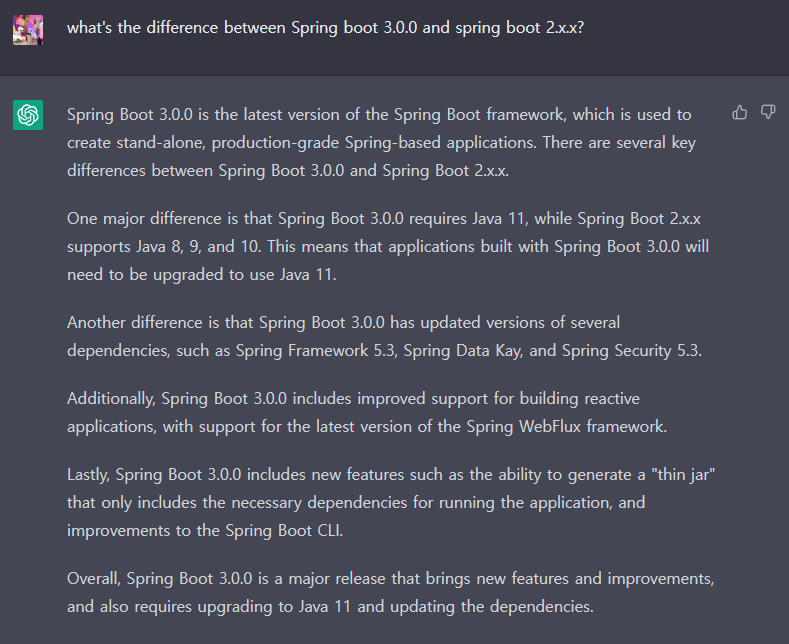 what's the difference between Spring boot 3.0.0 and spring boot 2.x.x?
Spring Boot 3.0.0 is the latest version of the Spring Boot framework, which is used to
create stand-alone, production-grade Spring-based applications. There are several key
differences between Spring Boot 3.0.0 and Spring Boot 2.x.x.
One major difference is that Spring Boot 3.0.0 requires Java 11, while Spring Boot 2.x.x
supports Java 8, 9, and 10. This means that applications built with Spring Boot 3.0.0 will
need to be upgraded to use Java 11.
Another difference is that Spring Boot 3.0.0 has updated versions of several
dependencies, such as Spring Framework 5.3, Spring Data Kay, and Spring Security 5.3.
Additionally, Spring Boot 3.0.0 includes improved support for building reactive
applications, with support for the latest version of the Spring WebFlux framework.
Lastly, Spring Boot 3.0.0 includes new features such as the ability to generate a "thin jar"
that only includes the necessary dependencies for running the application, and
improvements to the Spring Boot CLI.
Overall, Spring Boot 3.0.0 is a major release that brings new features and improvements,
and also requires upgrading to Java 11 and updating the dependencies.